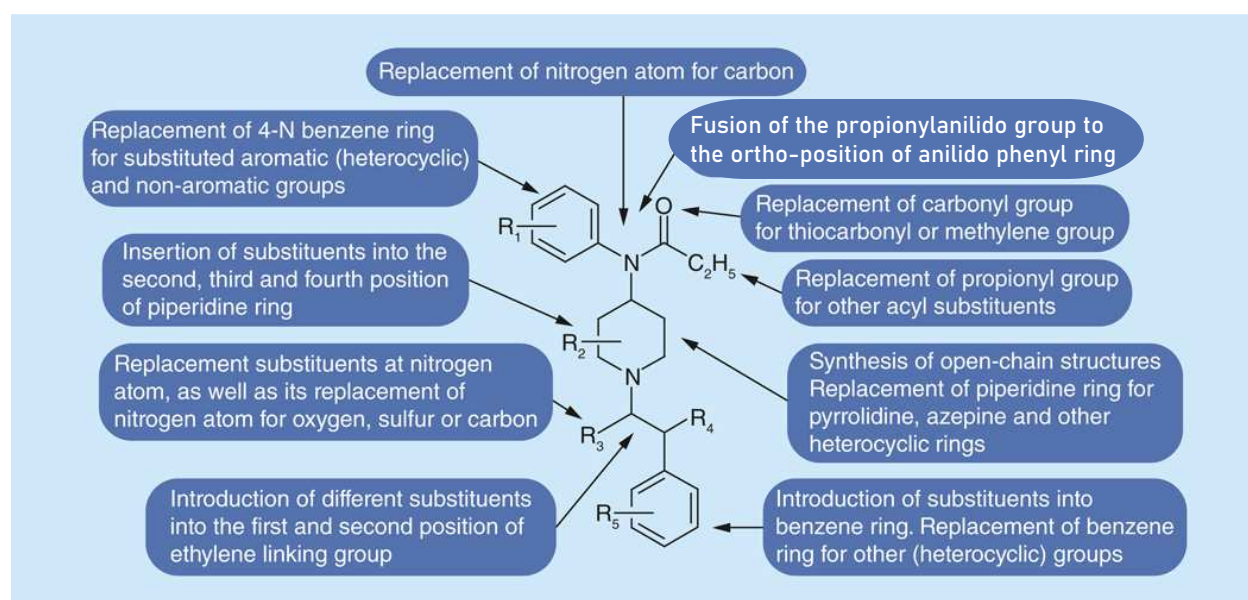 Replacement of nitrogen atom for carbon
Replacement of 4-N benzene ring
for substituted aromatic (heterocyclic)
and non-aromatic groups
Fusion of the propionylanilido group to
the ortho-position of anilido phenyl ring
Replacement of carbonyl group
for thiocarbonyl or methylene group
O
R1
N
C2H5
Insertion of substituents into the
second, third and fourth position
of piperidine ring
Replacement of propionyl group
for other acyl substituents
R2
Replacement substituents at nitrogen
atom, as well as its replacement of
nitrogen atom for oxygen, sulfur or carbon
N
Synthesis of open-chain structures
Replacement of piperidine ring for
pyrrolidine, azepine and other
heterocyclic rings
R3
R4
Introduction of different substituents
into the first and second position of
ethylene linking group
R5
Introduction of substituents into
benzene ring. Replacement of benzene
ring for other (heterocyclic) groups